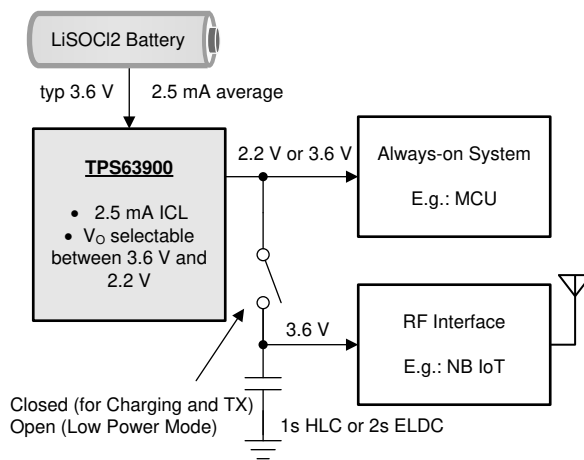 LiSOCl2 Battery
typ 3.6 V
2.5 mA average
TPS63900
• 2.5 mA ICL
• VO selectable
between 3.6 V and
2.2 V
2.2 V or 3.6 V
Always-on System
E.g.: MCU
3.6 V
RF Interface
E.g.: NB IoT
Closed (for Charging and TX)
Open (Low Power Mode)
1s HLC or 2s ELDC